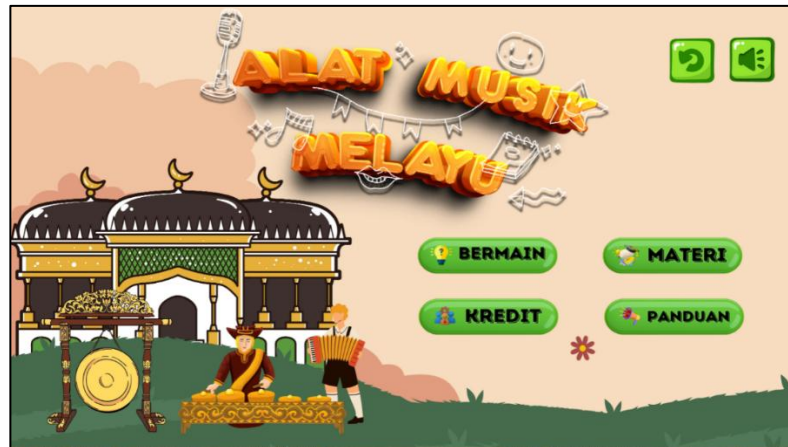 ALAT MUSIK
MELAYU
BERMAIN
MATERI
KREDIT
PANDUAN